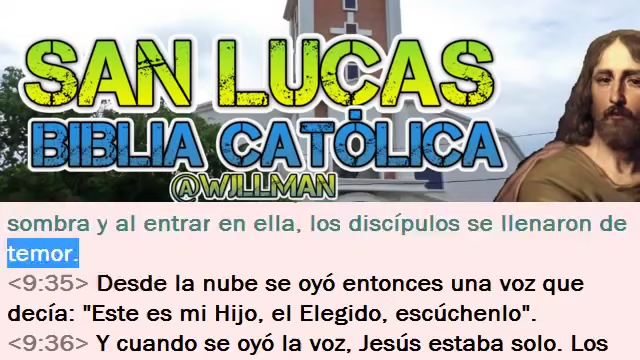 SAN LUCAS
BIBLIA CATÓLICA
@WJLLMAN
sombra y al entrar en ella, los discípulos se llenaron de
temor.
<9:35> Desde la nube se oyó entonces una voz que
decía: "Este es mi Hijo, el Elegido, escúchenlo".
<9:36> Y cuando se oyó la voz, Jesús estaba solo. Los